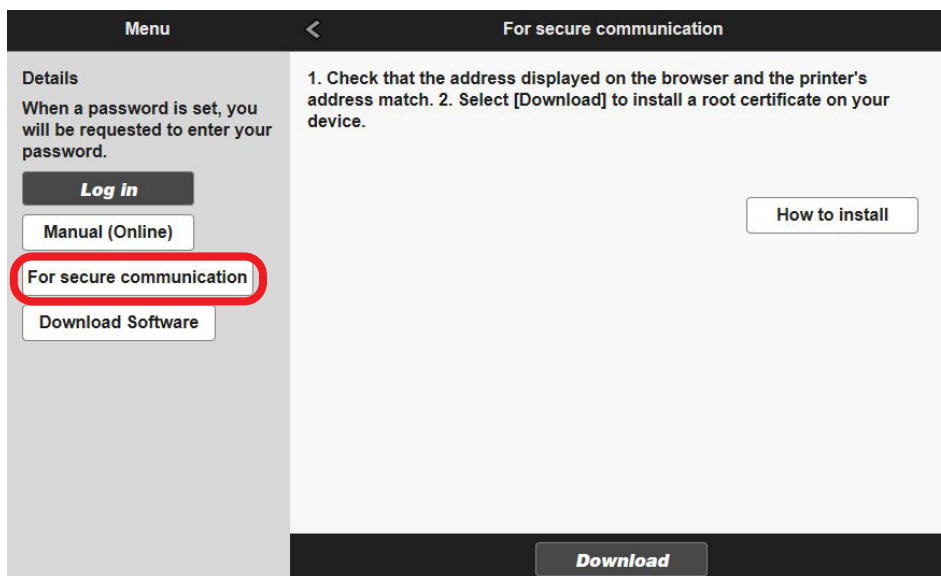 Menu
Details
When a password is set, you
will be requested to enter your
password.
Log in
Manual (Online)
For secure communication
Download Software
<
For secure communication
1. Check that the address displayed on the browser and the printer's
address match. 2. Select [Download] to install a root certificate on your
device.
How to install
Download